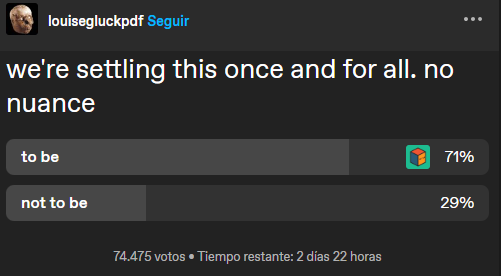 louisegluckpdf Seguir
we're settling this once and for all. no
nuance
to be 71%
not to be 29%
74.475 votos • Tiempo restante: 2 días 22 horas